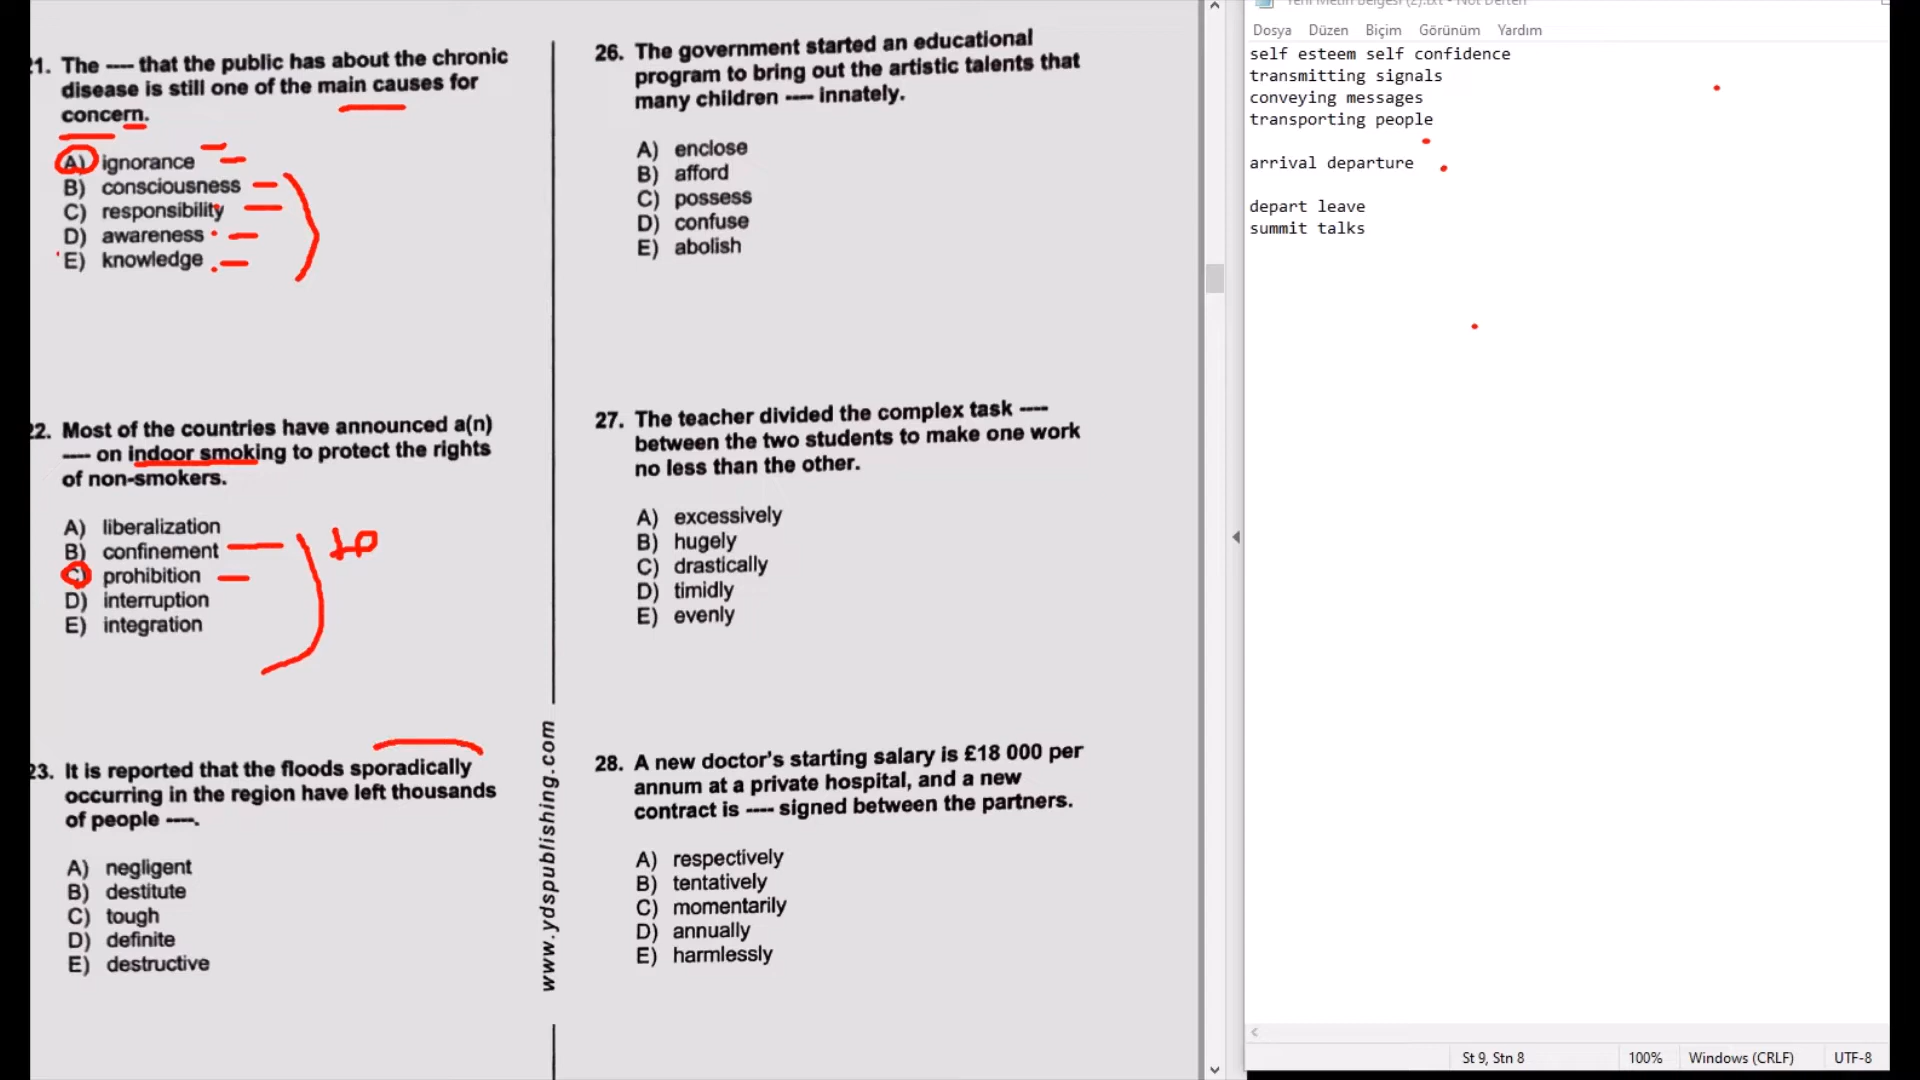 21. The ---- that the public has about the chronic
disease is still one of the main causes for
concern.
A) ignorance
B) consciousness
C) responsibility
D) awareness
E) knowledge
22. Most of the countries have announced a(n)
---- on indoor smoking to protect the rights
of non-smokers.
A) liberalization
B) confinement
C) prohibition
D) interruption
E) integration
to
23. It is reported that the floods sporadically
occurring in the region have left thousands
of people ----.
A) negligent
B) destitute
C) tough
D) definite
E) destructive
www.ydspublishing.com
26. The government started an educational
program to bring out the artistic talents that
many children ---- innately.
A) enclose
B) afford
C) possess
D) confuse
E) abolish
27. The teacher divided the complex task ----
between the two students to make one work
no less than the other.
A) excessively
B) hugely
C) drastically
D) timidly
E) evenly
28. A new doctor's starting salary is £18 000 per
annum at a private hospital, and a new
contract is ---- signed between the partners.
A) respectively
B) tentatively
C) momentarily
D) annually
E) harmlessly
Yeni Metin Belgesi (2).txt - Not Defteri
Dosya Düzen Biçim Görünüm Yardım
self esteem self confidence
transmitting signals
conveying messages
transporting people
arrival departure
depart leave
summit talks
St 9, Stn 8 100% Windows (CRLF) UTF-8